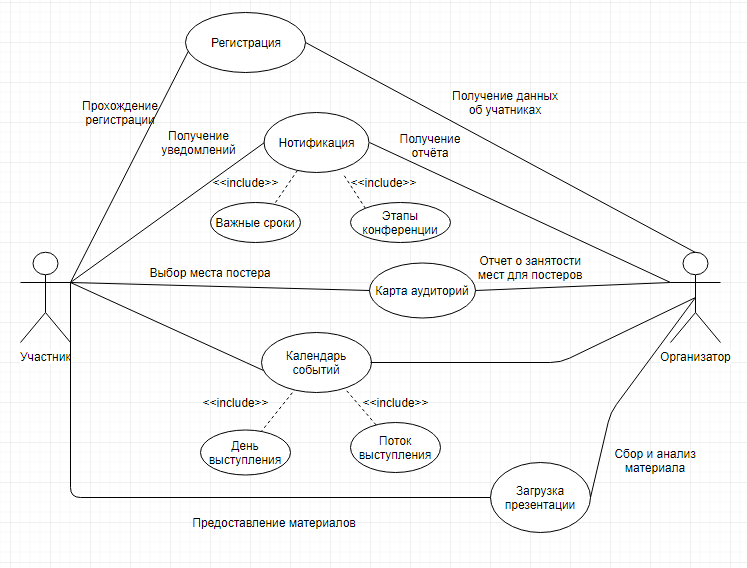 Регистрация
Прохождение
регистрации
Получение данных
об учатниках
Получение
уведомлений
Нотификация
Получение
отчёта
<<include>>
<<include>>
Важные сроки
Этапы
конференции
Выбор места постера
Карта аудиторий
Отчет о занятости
мест для постеров
Участник
Организатор
Календарь
событий
<<include>>
<<include>>
День
выступления
Поток
выступления
Сбор и анализ
материала
Загрузка
презентации
Предоставление материалов